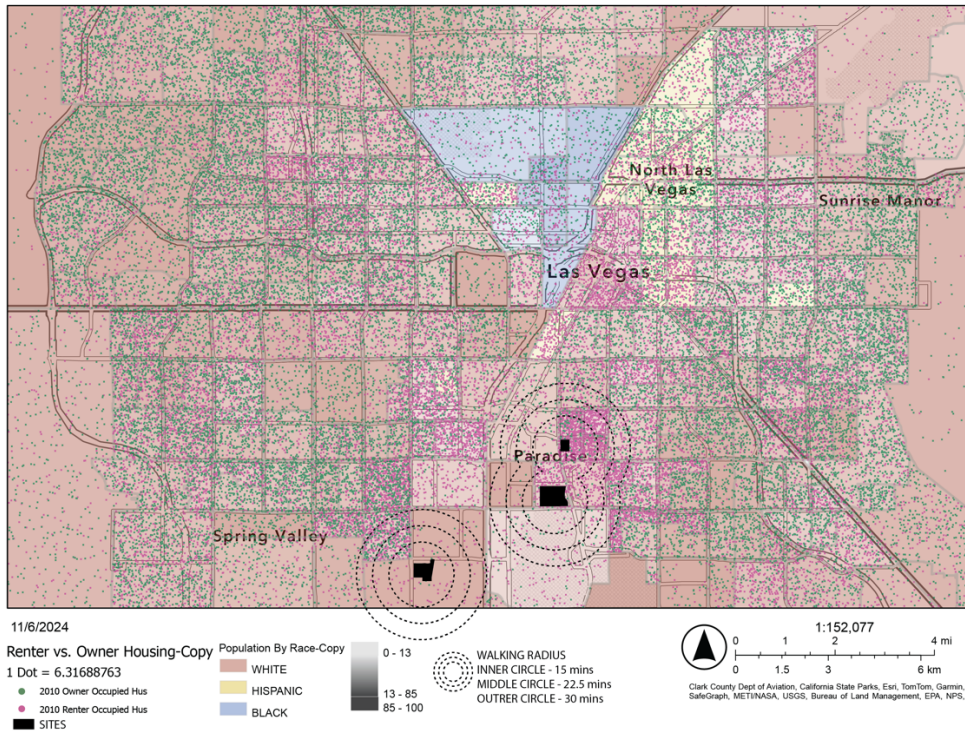 North Las
Vegas
Sunrise Manor
Las Vegas
Paradise
Spring Valley
11/6/2024
Renter vs. Owner Housing-Copy
1 Dot = 6.31688763
2010 Owner Occupied Hus
2010 Renter Occupied Hus
SITES
Population By Race-Copy
WHITE
HISPANIC
BLACK
0 - 13
13 - 85
85 - 100
WALKING RADIUS
INNER CIRCLE - 15 mins
MIDDLE CIRCLE - 22.5 mins
OUTRER CIRCLE - 30 mins
1:152,077
0 1 2 4 mi
0 1.5 3 6 km
Clark County Dept of Aviation, California State Parks, Esri, TomTom, Garmin,
SafeGraph, METI/NASA, USGS, Bureau of Land Management, EPA, NPS,